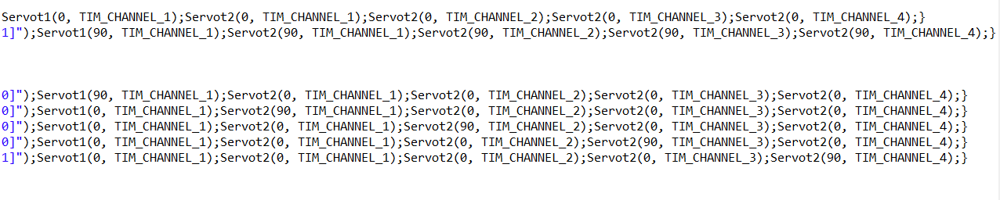 Servot1(0, TIM_CHANNEL_1);Servot2(0, TIM_CHANNEL_1);Servot2(0, TIM_CHANNEL_2);Servot2(0, TIM_CHANNEL_3);Servot2(0, TIM_CHANNEL_4);}
1]");Servot1(90, TIM_CHANNEL_1);Servot2(90, TIM_CHANNEL_1);Servot2(90, TIM_CHANNEL_2);Servot2(90, TIM_CHANNEL_3);Servot2(90, TIM_CHANNEL_4);}
0]");Servot1(90, TIM_CHANNEL_1);Servot2(0, TIM_CHANNEL_1);Servot2(0, TIM_CHANNEL_2);Servot2(0, TIM_CHANNEL_3);Servot2(0, TIM_CHANNEL_4);}
0]");Servot1(0, TIM_CHANNEL_1);Servot2(90, TIM_CHANNEL_1);Servot2(0, TIM_CHANNEL_2);Servot2(0, TIM_CHANNEL_3);Servot2(0, TIM_CHANNEL_4);}
0]");Servot1(0, TIM_CHANNEL_1);Servot2(0, TIM_CHANNEL_1);Servot2(90, TIM_CHANNEL_2);Servot2(0, TIM_CHANNEL_3);Servot2(0, TIM_CHANNEL_4);}
0]");Servot1(0, TIM_CHANNEL_1);Servot2(0, TIM_CHANNEL_1);Servot2(0, TIM_CHANNEL_2);Servot2(90, TIM_CHANNEL_3);Servot2(0, TIM_CHANNEL_4);}
1]");Servot1(0, TIM_CHANNEL_1);Servot2(0, TIM_CHANNEL_1);Servot2(0, TIM_CHANNEL_2);Servot2(0, TIM_CHANNEL_3);Servot2(90, TIM_CHANNEL_4);}